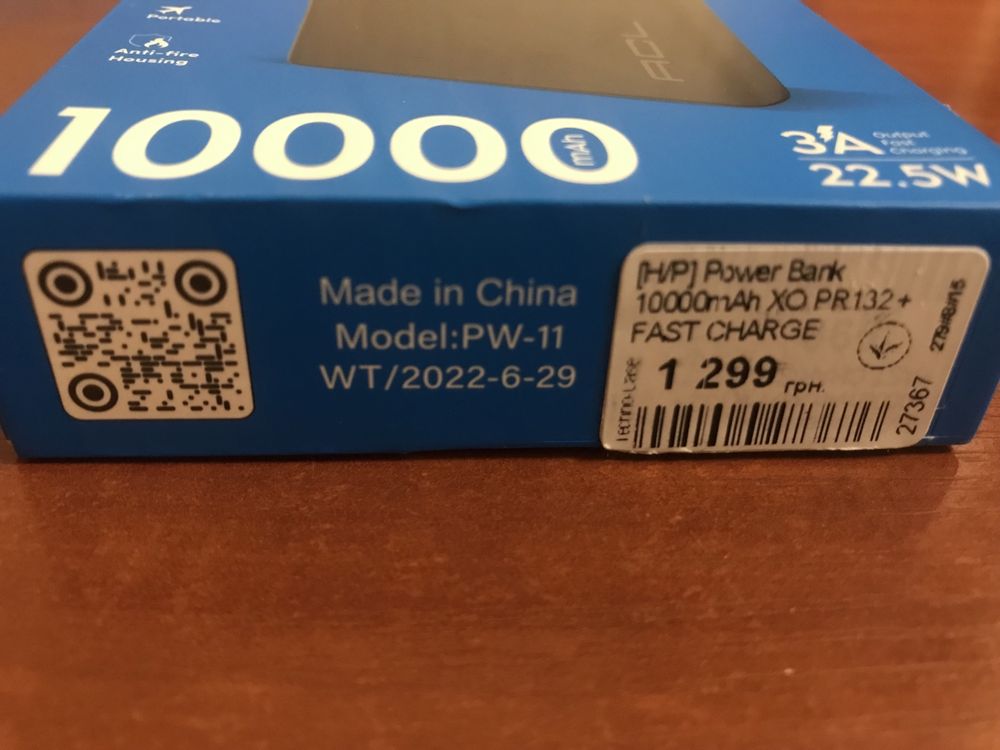 Portable
Anti-fire
Housing
AOL
10000 mAh
3A Output
Fast
Charging
22.5W
Made in China
Model:PW-11
WT/2022-6-29
[H/P] Power Bank
10000mAh XO PR132+
FAST CHARGE
1 299 грн.
27367